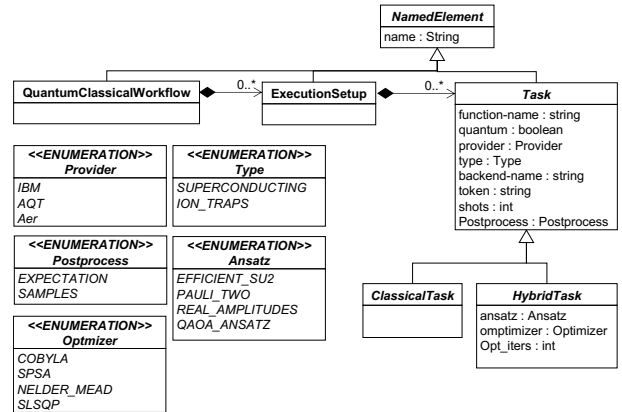 NamedElement
name : String
QuantumClassicalWorkflow
0..*
ExecutionSetup
0..*
Task
function-name : string
quantum : boolean
provider : Provider
type : Type
backend-name : string
token : string
shots : int
Postprocess : Postprocess
<<ENUMERATION>>
Provider
IBM
AQT
Aer
<<ENUMERATION>>
Type
SUPERCONDUCTING
ION_TRAPS
<<ENUMERATION>>
Postprocess
EXPECTATION
SAMPLES
<<ENUMERATION>>
Ansatz
EFFICIENT_SU2
PAULI_TWO
REAL_AMPLITUDES
QAOA_ANSATZ
<<ENUMERATION>>
Optmizer
COBYLA
SPSA
NELDER_MEAD
SLSQP
ClassicalTask
HybridTask
ansatz : Ansatz
omptimizer : Optimizer
Opt_iters : int